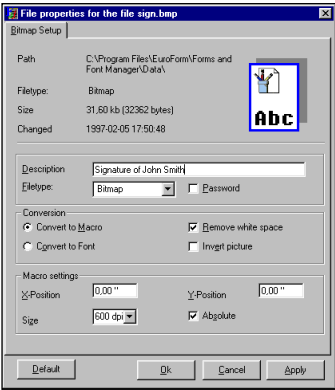 File properties for the file sign.bmp
Bitmap Setup
Path C:\Program Files\EuroForm\Forms and
Font Manager\Data\
Filetype: Bitmap
Size 31,60 kb (32362 bytes)
Changed 1997-02-05 17:50:48
Abc
Description Signature of John Smith
Filetype: Bitmap Password
Conversion
Convert to Macro Remove white space
Convert to Font Invert picture
Macro settings
X-Position 0,00 " Y-Position 0,00 "
Size 600 dpi Absolute
Default Ok Cancel Apply